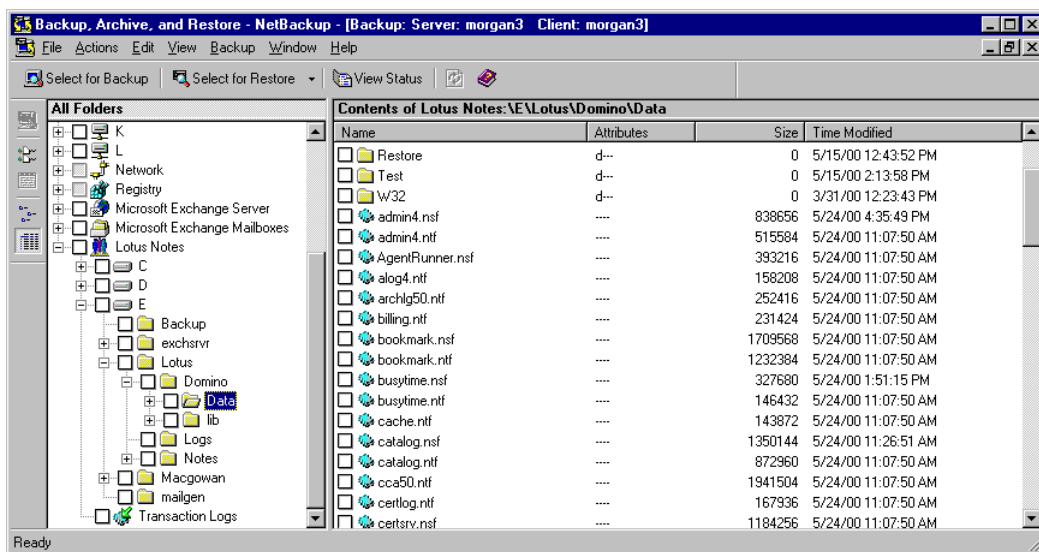 Backup, Archive, and Restore - NetBackup - [Backup: Server: morgan3 Client: morgan3]
File Actions Edit View Backup Window Help
Select for Backup Select for Restore View Status
All Folders
K
L
Network
Registry
Microsoft Exchange Server
Microsoft Exchange Mailboxes
Lotus Notes
C
D
E
Backup
exchsrvr
Lotus
Domino
Data
lib
Logs
Notes
Macgowan
mailgen
Transaction Logs
Contents of Lotus Notes:\E\Lotus\Domino\Data
Name Attributes Size Time Modified
Restore d--- 0 5/15/00 12:43:52 PM
Test d--- 0 5/15/00 2:13:58 PM
W32 d--- 0 3/31/00 12:23:43 PM
admin4.nsf ---- 838656 5/24/00 4:35:49 PM
admin4.ntf ---- 515584 5/24/00 11:07:50 AM
AgentRunner.nsf ---- 393216 5/24/00 11:07:50 AM
alog4.ntf ---- 158208 5/24/00 11:07:50 AM
archlg50.ntf ---- 252416 5/24/00 11:07:50 AM
billing.ntf ---- 231424 5/24/00 11:07:50 AM
bookmark.nsf ---- 1709568 5/24/00 11:07:50 AM
bookmark.ntf ---- 1232384 5/24/00 11:07:50 AM
busytime.nsf ---- 327680 5/24/00 1:51:15 PM
busytime.ntf ---- 146432 5/24/00 11:07:50 AM
cache.ntf ---- 143872 5/24/00 11:07:50 AM
catalog.nsf ---- 1350144 5/24/00 11:26:51 AM
catalog.ntf ---- 872960 5/24/00 11:07:50 AM
cca50.ntf ---- 1941504 5/24/00 11:07:50 AM
certlog.ntf ---- 167936 5/24/00 11:07:50 AM
certsrv.nsf ---- 1184256 5/24/00 11:07:50 AM
Ready